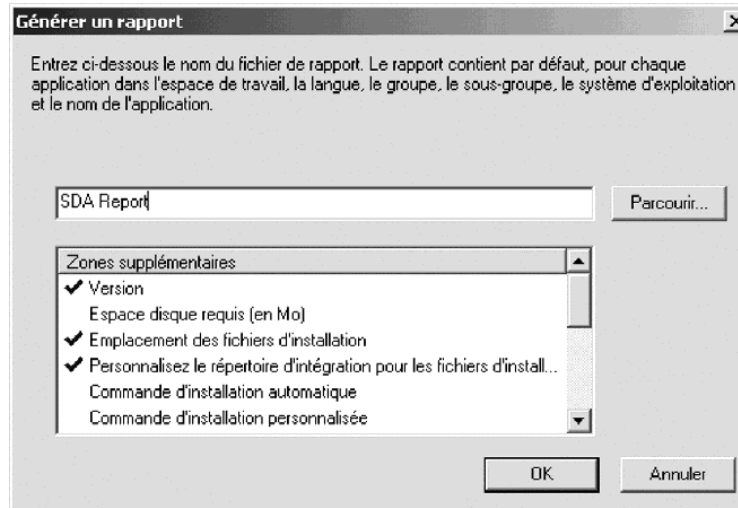 Générer un rapport
Entrez ci-dessous le nom du fichier de rapport. Le rapport contient par défaut, pour chaque
application dans l'espace de travail, la langue, le groupe, le sous-groupe, le système d'exploitation
et le nom de l'application.
SDA Report
Parcourir...
Zones supplémentaires
Version
Espace disque requis (en Mo)
Emplacement des fichiers d'installation
Personnalisez le répertoire d'intégration pour les fichiers d'install...
Commande d'installation automatique
Commande d'installation personnalisée
OK
Annuler